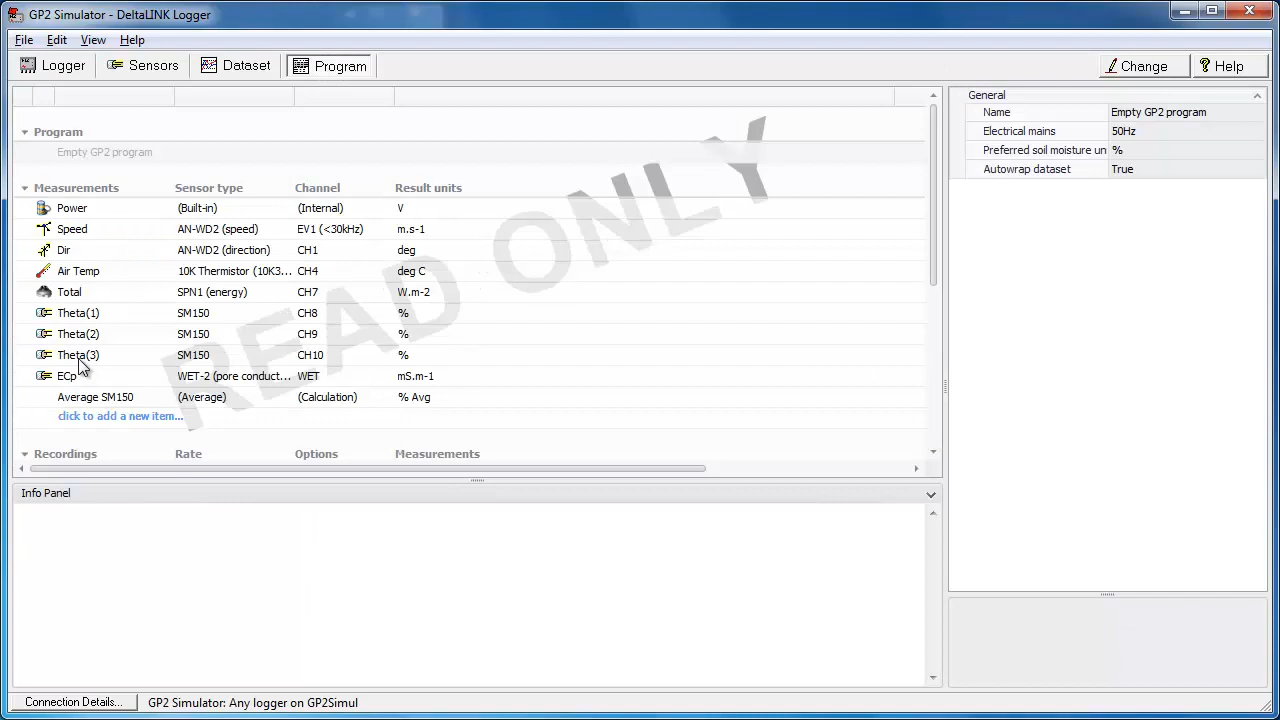 GP2 Simulator - DeltaLINK Logger
File Edit View Help
Logger Sensors Dataset Program Change Help
Program
Empty GP2 program
Measurements Sensor type Channel Result units
Power (Built-in) (Internal) V
Speed AN-WD2 (speed) EV1 (<30kHz) m.s-1
Dir AN-WD2 (direction) CH1 deg
Air Temp 10K Thermistor (10K3... CH4 deg C
Total SPN1 (energy) CH7 W.m-2
Theta(1) SM150 CH8 %
Theta(2) SM150 CH9 %
Theta(3) SM150 CH10 %
ECp WET-2 (pore conduct... WET mS.m-1
Average SM150 (Average) (Calculation) % Avg
click to add a new item...
Recordings Rate Options Measurements
READ ONLY
General
Name Empty GP2 program
Electrical mains 50Hz
Preferred soil moisture un %
Autowrap dataset True
Info Panel
Connection Details... GP2 Simulator: Any logger on GP2Simul